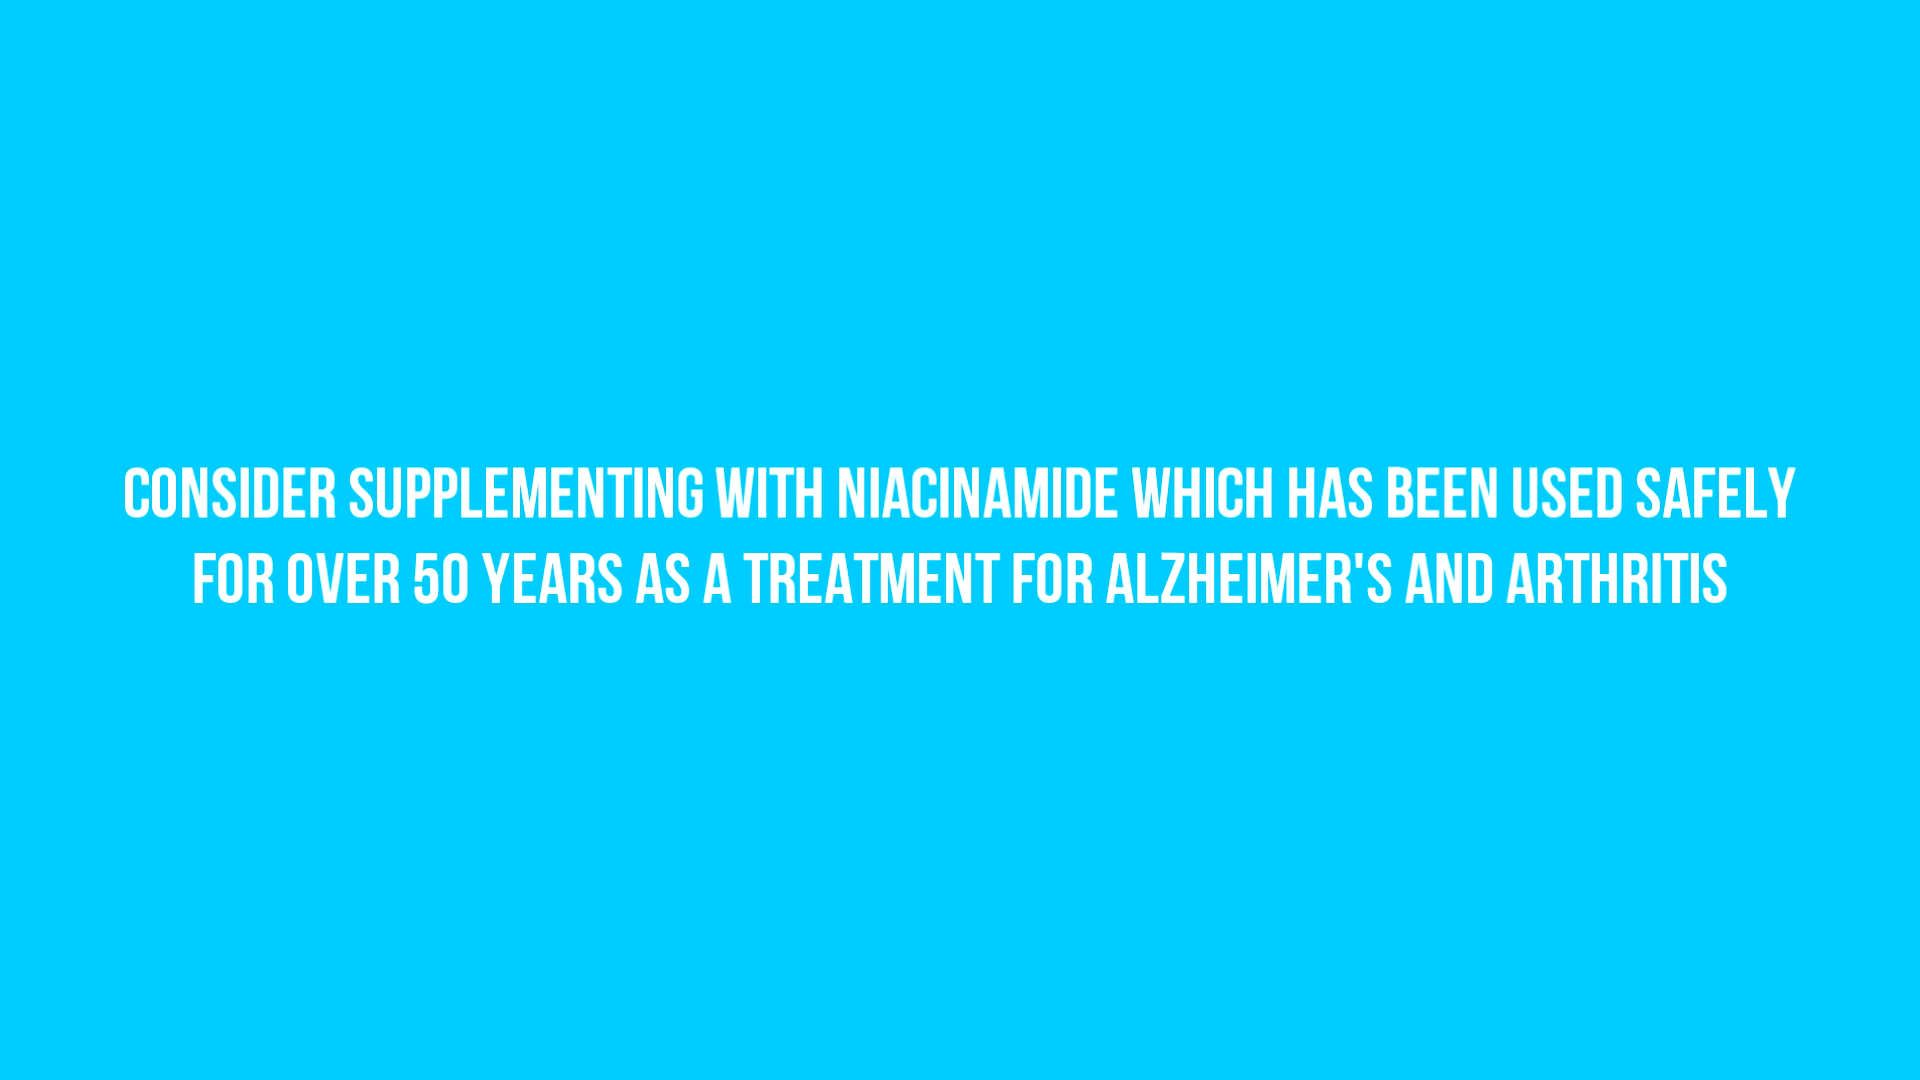 CONSIDER SUPPLEMENTING WITH NIACINAMIDE WHICH HAS BEEN USED SAFELY
FOR OVER 50 YEARS AS A TREATMENT FOR ALZHEIMER'S AND ARTHRITIS